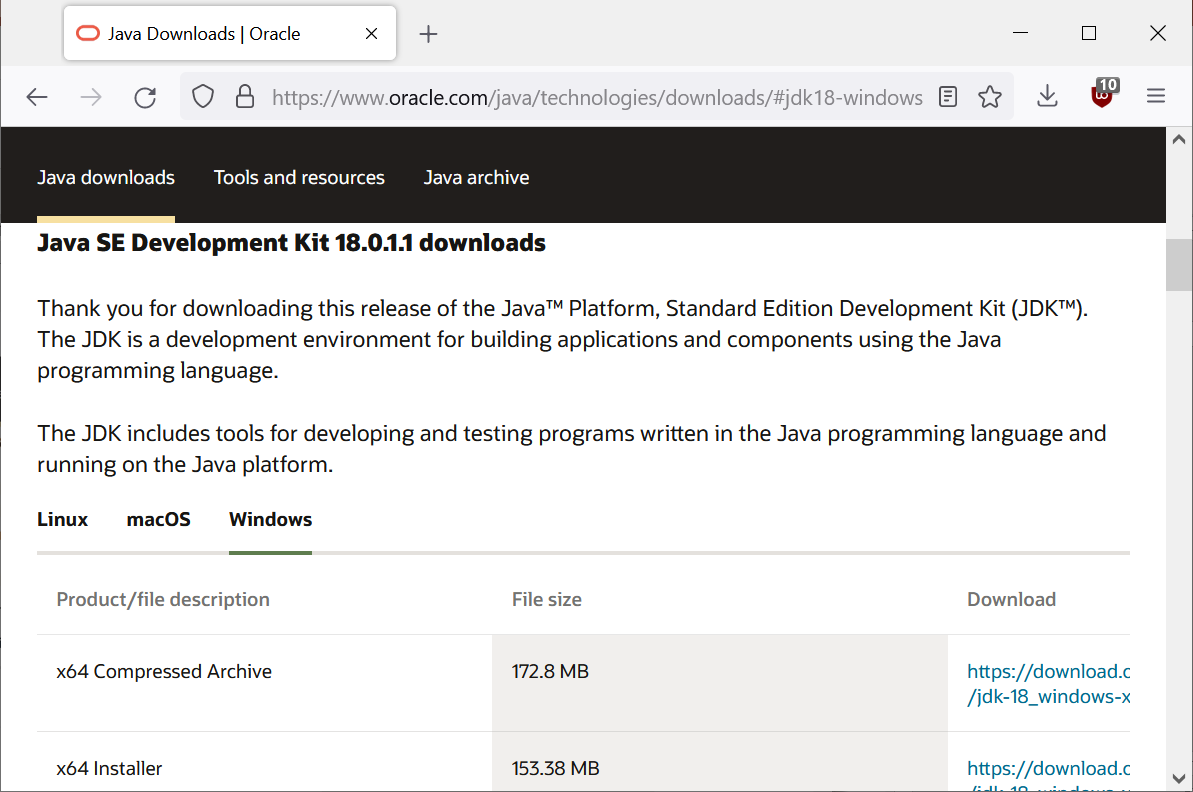 Java Downloads | Oracle
https://www.oracle.com/java/technologies/downloads/#jdk18-windows
10
Java downloads Tools and resources Java archive
Java SE Development Kit 18.0.1.1 downloads
Thank you for downloading this release of the Java™ Platform, Standard Edition Development Kit (JDK™).
The JDK is a development environment for building applications and components using the Java
programming language.
The JDK includes tools for developing and testing programs written in the Java programming language and
running on the Java platform.
Linux macOS Windows
Product/file description File size Download
x64 Compressed Archive 172.8 MB https://download.o
/jdk-18_windows-x
x64 Installer 153.38 MB https://download.o